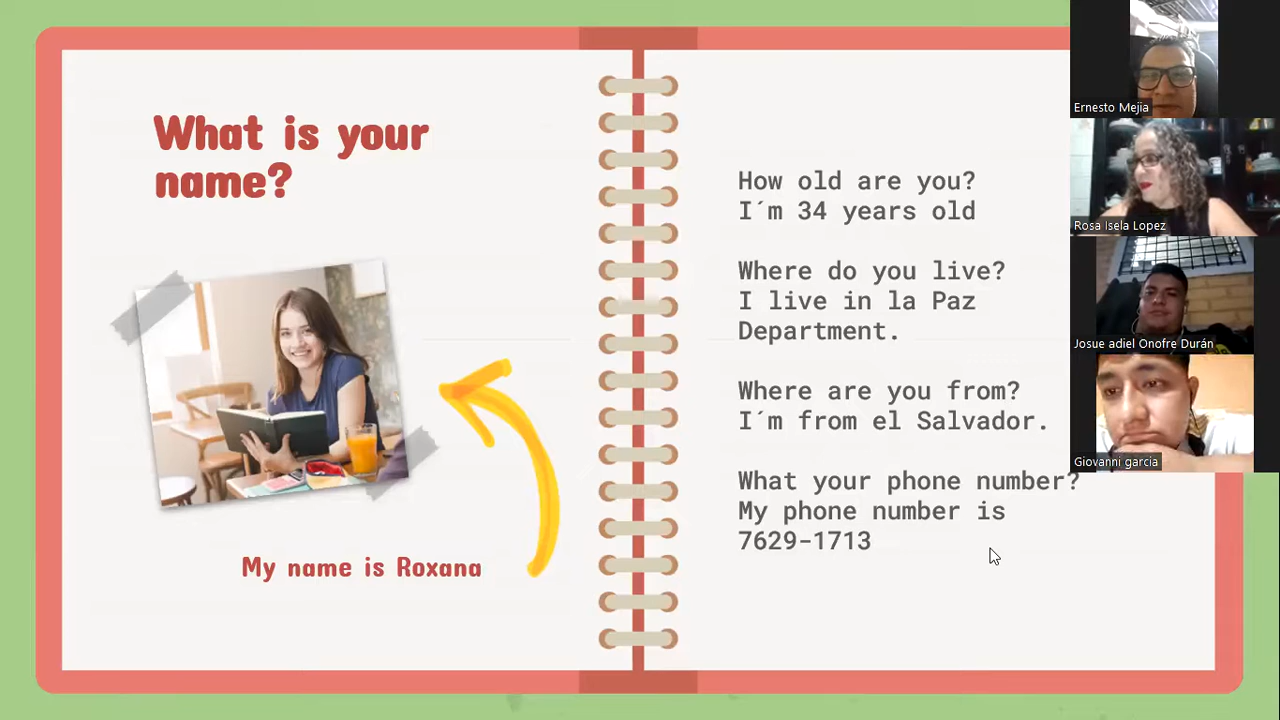 What is your
name?
My name is Roxana
How old are you?
I´m 34 years old
Where do you live?
I live in la Paz
Department.
Where are you from?
I´m from el Salvador.
What your phone number?
My phone number is
7629-1713
Ernesto Mejia
Rosa Isela Lopez
Josue adiel Onofre Durán
Giovanni garcia